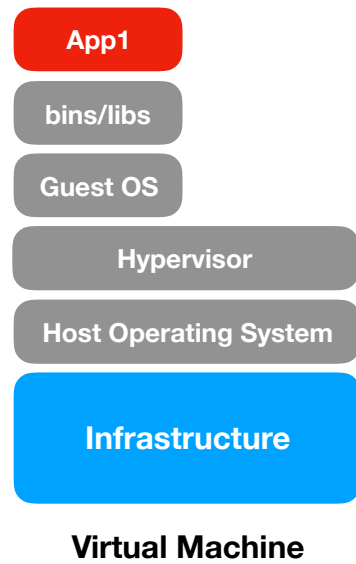 App1
bins/libs
Guest OS
Hypervisor
Host Operating System
Infrastructure
Virtual Machine